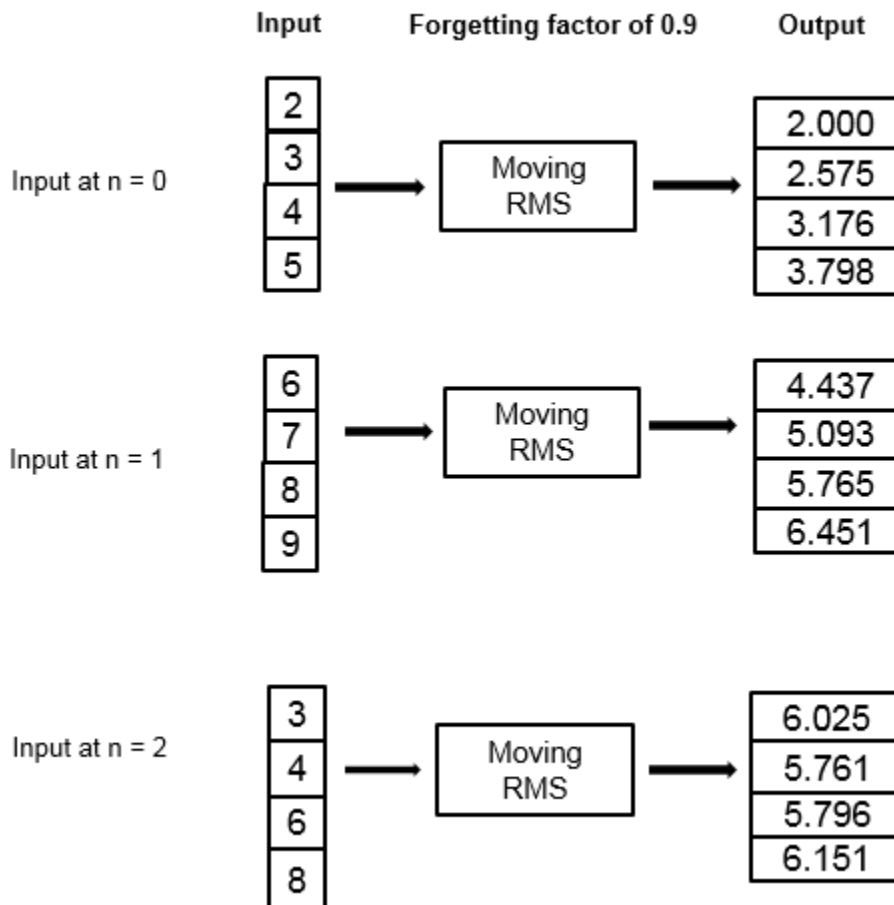 Input Forgetting factor of 0.9 Output
Input at n = 0
2
3
4
5
Moving
RMS
2.000
2.575
3.176
3.798
Input at n = 1
6
7
8
9
Moving
RMS
4.437
5.093
5.765
6.451
Input at n = 2
3
4
6
8
Moving
RMS
6.025
5.761
5.796
6.151